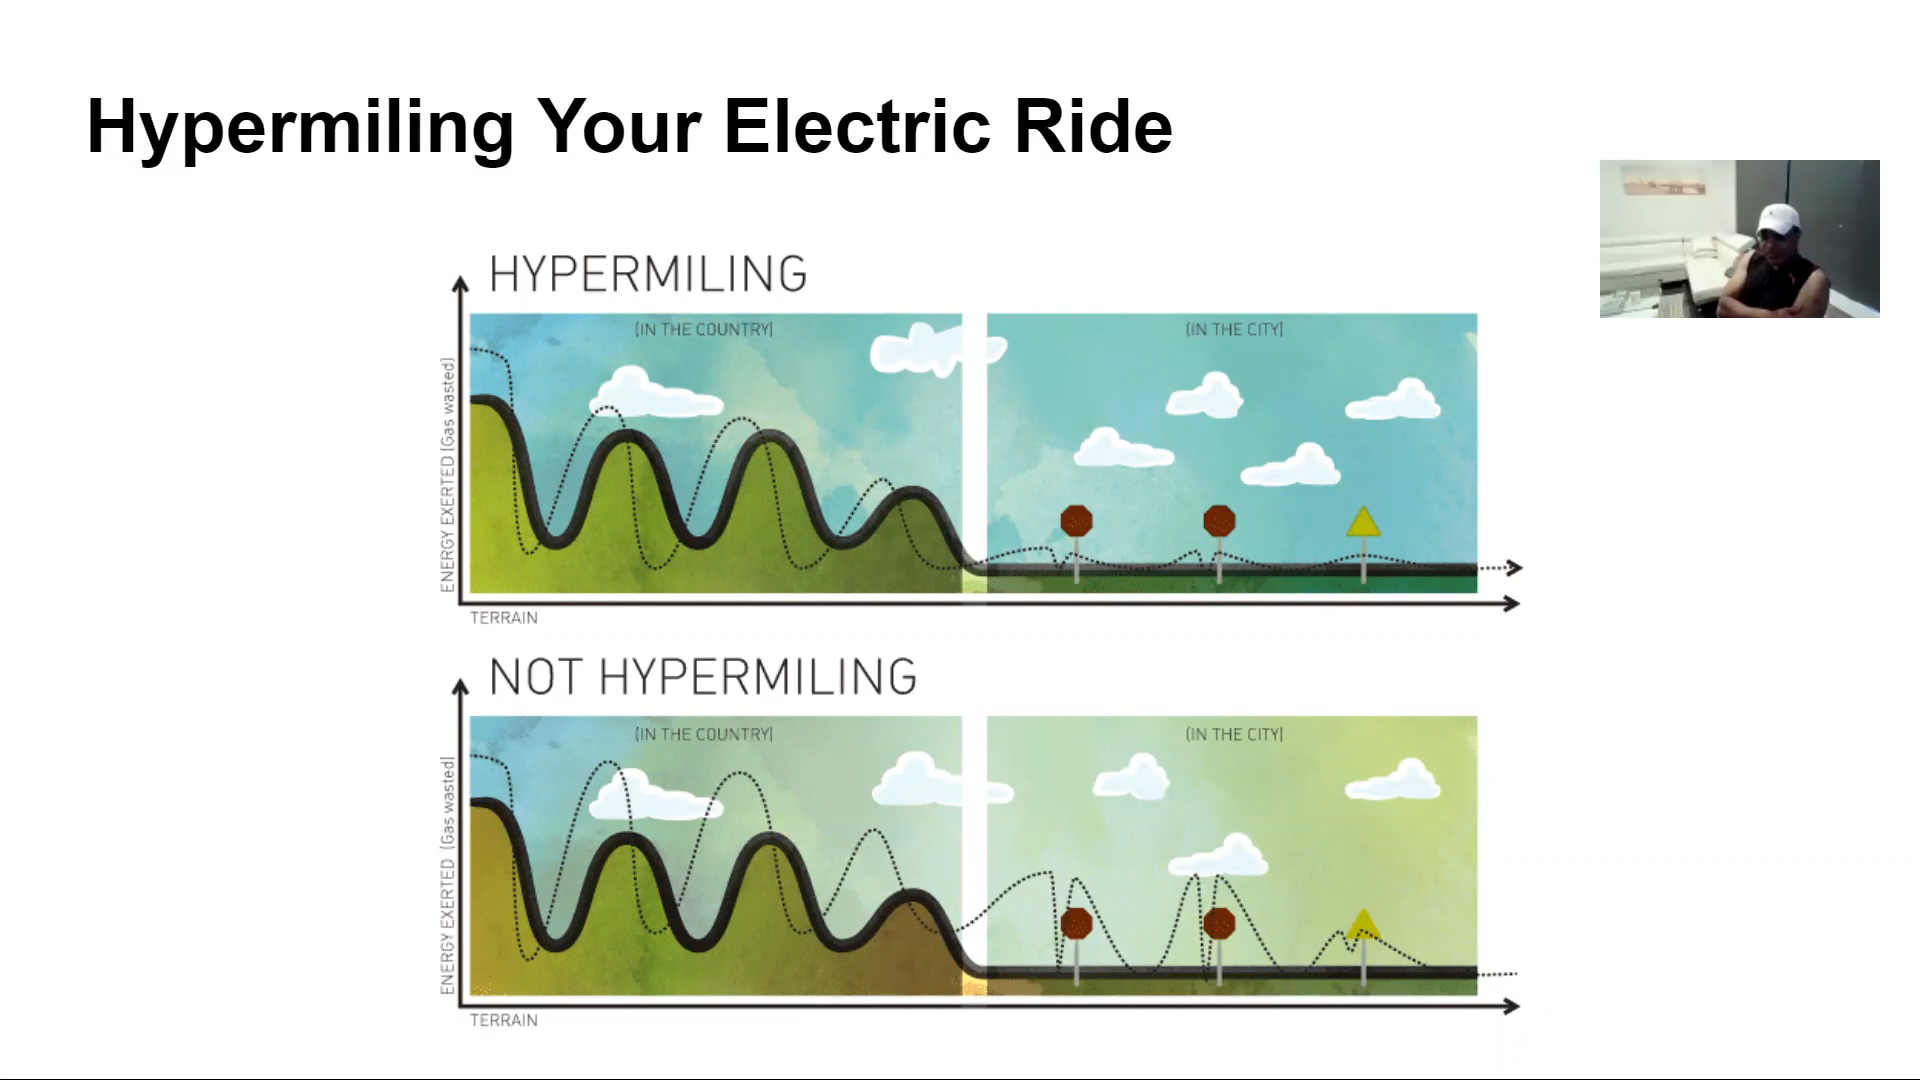 Hypermiling Your Electric Ride
HYPERMILING
(IN THE COUNTRY)
(IN THE CITY)
ENERGY EXERTED (Gas wasted)
TERRAIN
NOT HYPERMILING
(IN THE COUNTRY)
(IN THE CITY)
ENERGY EXERTED (Gas wasted)
TERRAIN